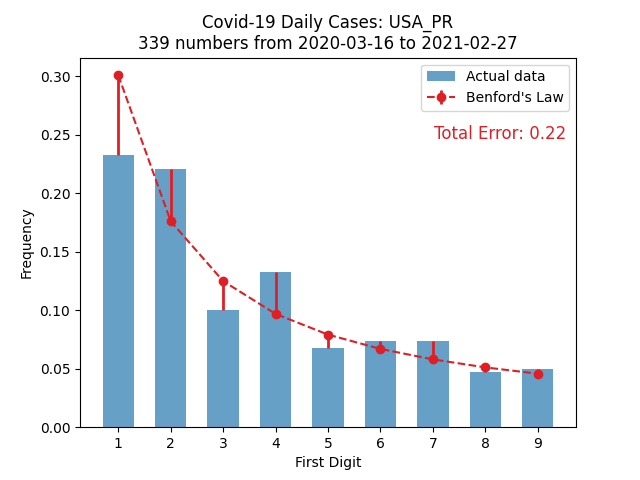 Covid-19 Daily Cases: USA_PR
339 numbers from 2020-03-16 to 2021-02-27
Actual data
Benford's Law
Total Error: 0.22
0.30
0.25
0.20
0.15
0.10
0.05
0.00
Frequency
1 2 3 4 5 6 7 8 9
First Digit